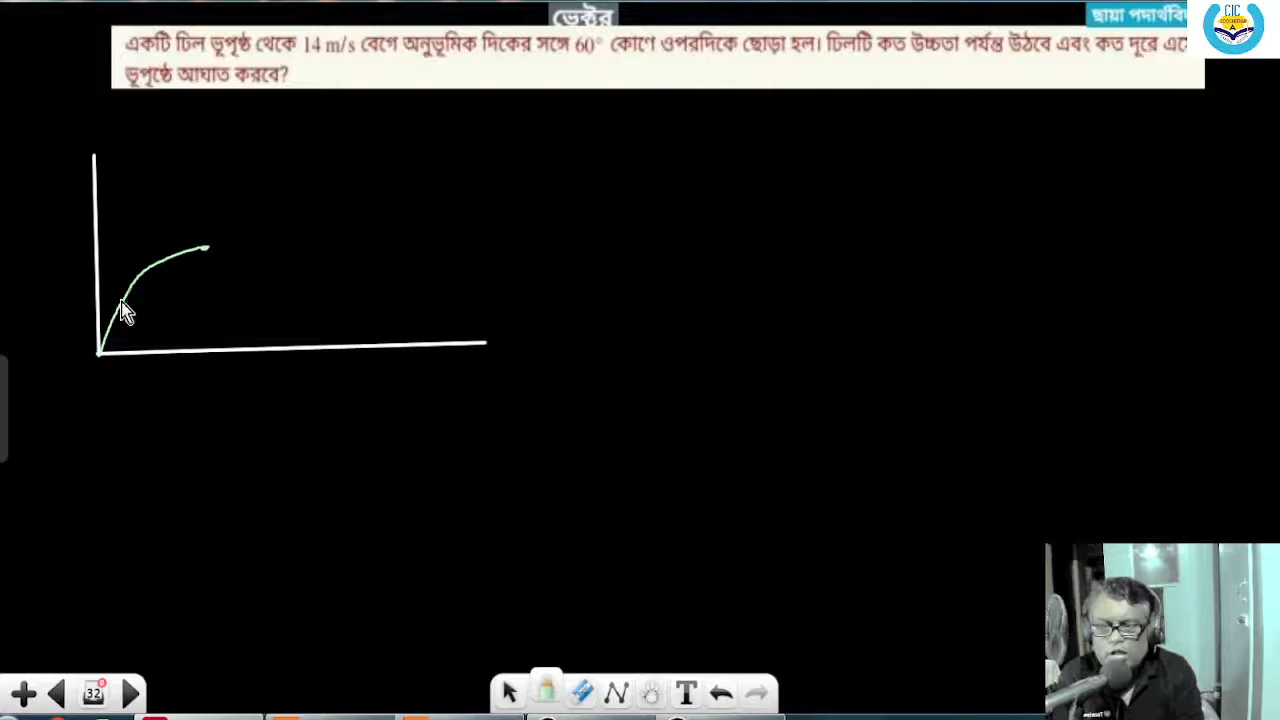 ভেক্টর
ছায়া পদার্থবি
CIC
একটি ঢিল ভূপৃষ্ঠ থেকে 14 m/s বেগে অনুভূমিক দিকের সঙ্গে 60° কোণে ওপরদিকে ছোড়া হল। ঢিলটি কত উচ্চতা পর্যন্ত উঠবে এবং কত দূরে এসে
ভূপৃষ্ঠে আঘাত করবে?
32
T